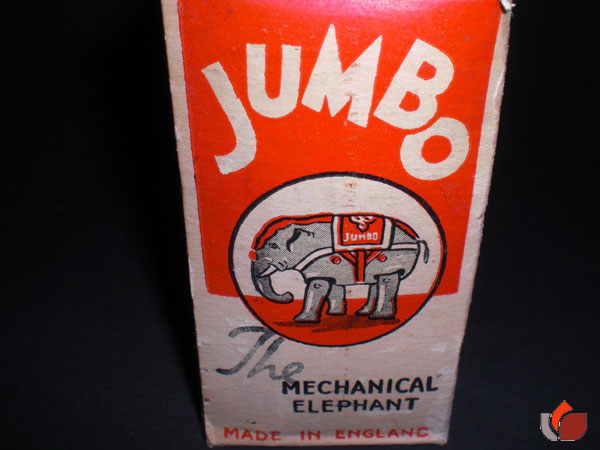 JUMBO
JUMBO
The
MECHANICAL
ELEPHANT
MADE IN ENGLAND